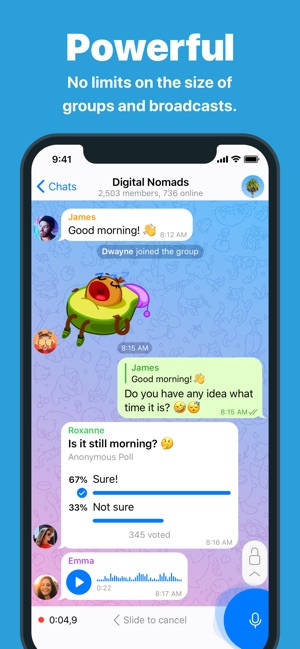 Powerful
No limits on the size of
groups and broadcasts.
9:41
Chats
Digital Nomads
2,503 members, 736 online
James
Good morning! 👋 8:12 AM
Dwayne joined the group
8:15 AM
James
Good morning! 👋
Do you have any idea what
time it is? 🤣😴 8:15 AM
Roxanne
Is it still morning? 🤔
Anonymous Poll
67% Sure!
33% Not sure
345 voted
8:16 AM
Emma
0:22
8:17 AM
0:04,9 Slide to cancel